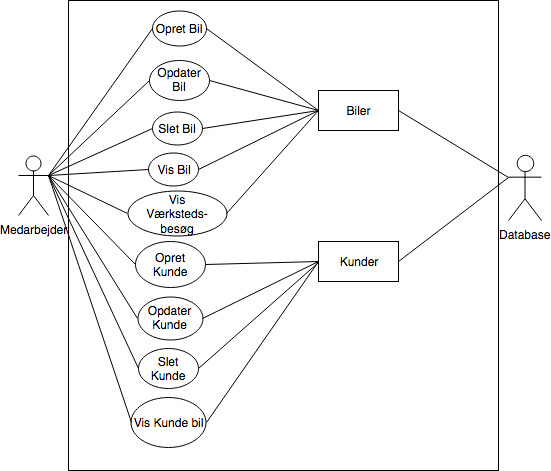 Opret Bil
Opdater
Bil
Slet Bil
Vis Bil
Vis
Værksteds-
besøg
Opret
Kunde
Opdater
Kunde
Slet
Kunde
Vis Kunde bil
Biler
Kunder
Medarbejder
Database